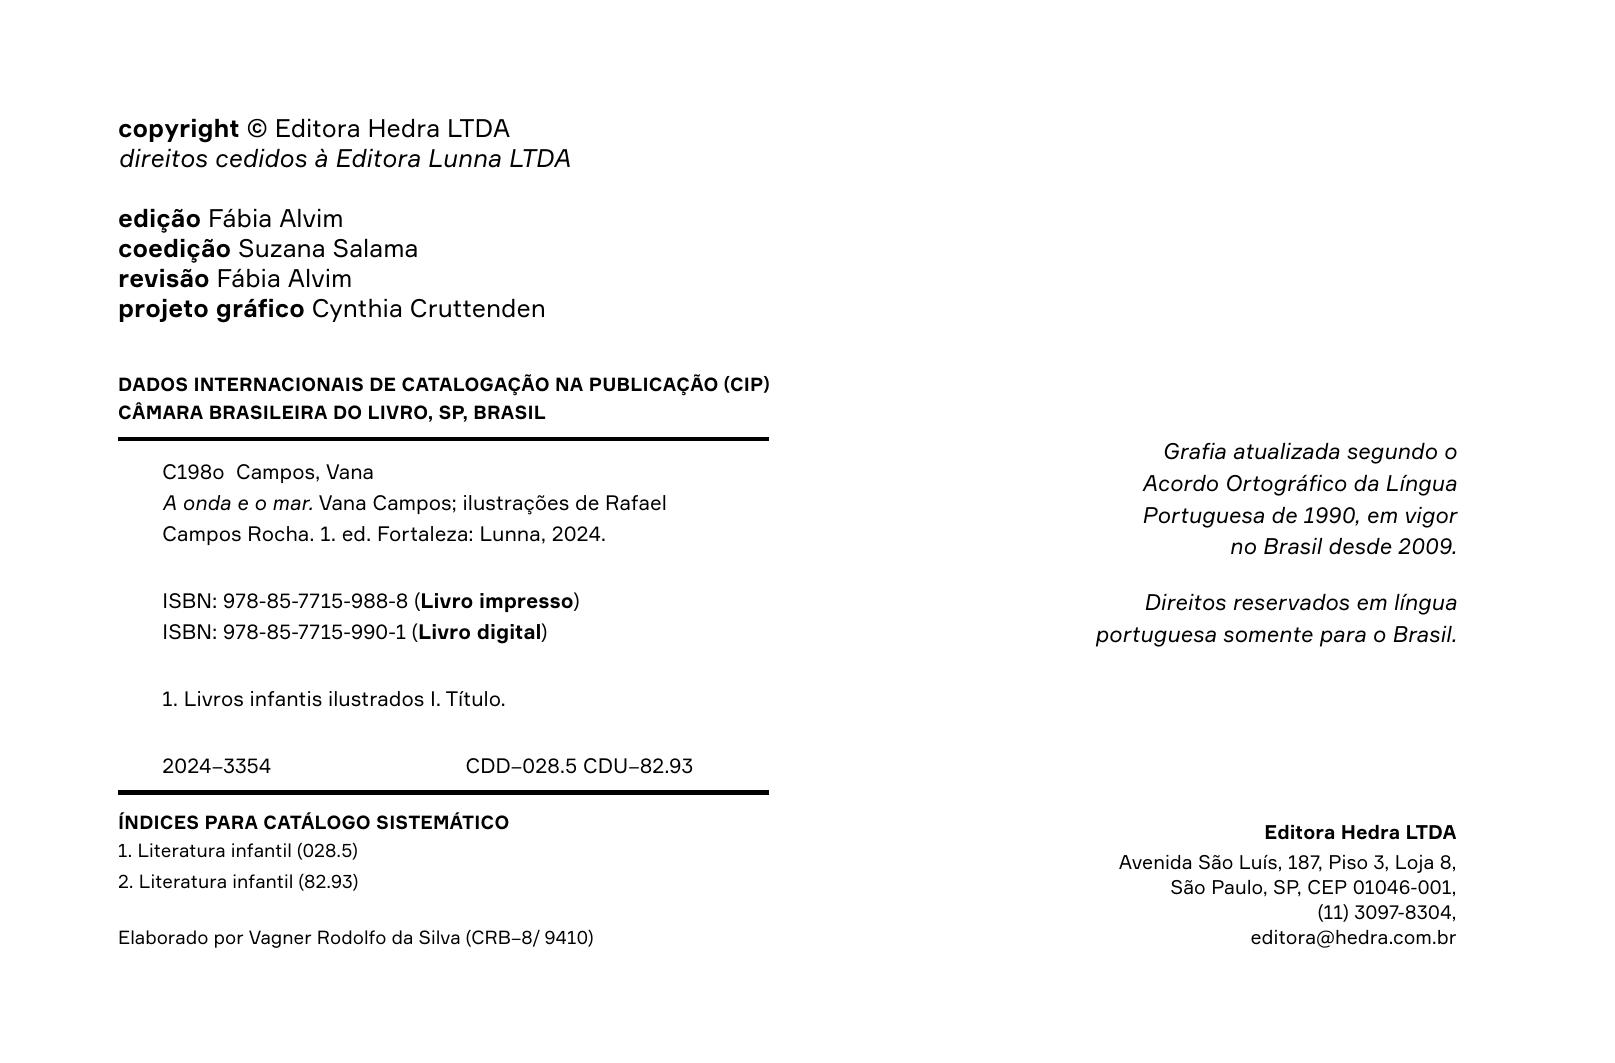 copyright © Editora Hedra LTDA
direitos cedidos à Editora Lunna LTDA
edição Fábia Alvim
coedição Suzana Salama
revisão Fábia Alvim
projeto gráfico Cynthia Cruttenden
DADOS INTERNACIONAIS DE CATALOGAÇÃO NA PUBLICAÇÃO (CIP)
CÂMARA BRASILEIRA DO LIVRO, SP, BRASIL
C198o Campos, Vana
A onda e o mar. Vana Campos; ilustrações de Rafael
Campos Rocha. 1. ed. Fortaleza: Lunna, 2024.
ISBN: 978-85-7715-988-8 (Livro impresso)
ISBN: 978-85-7715-990-1 (Livro digital)
1. Livros infantis ilustrados I. Título.
2024–3354 CDD–028.5 CDU–82.93
ÍNDICES PARA CATÁLOGO SISTEMÁTICO
1. Literatura infantil (028.5)
2. Literatura infantil (82.93)
Elaborado por Vagner Rodolfo da Silva (CRB–8/ 9410)
Grafia atualizada segundo o
Acordo Ortográfico da Língua
Portuguesa de 1990, em vigor
no Brasil desde 2009.
Direitos reservados em língua
portuguesa somente para o Brasil.
Editora Hedra LTDA
Avenida São Luís, 187, Piso 3, Loja 8,
São Paulo, SP, CEP 01046-001,
(11) 3097-8304,
editora@hedra.com.br